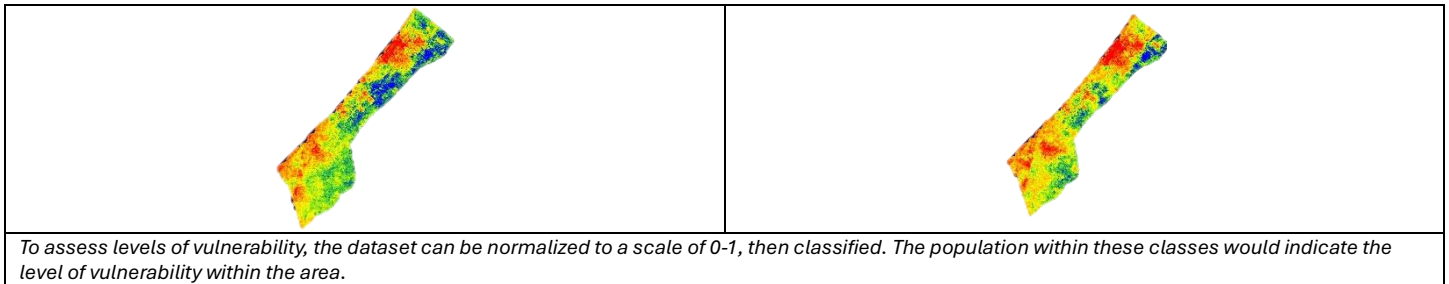 To assess levels of vulnerability, the dataset can be normalized to a scale of 0-1, then classified. The population within these classes would indicate the
level of vulnerability within the area.